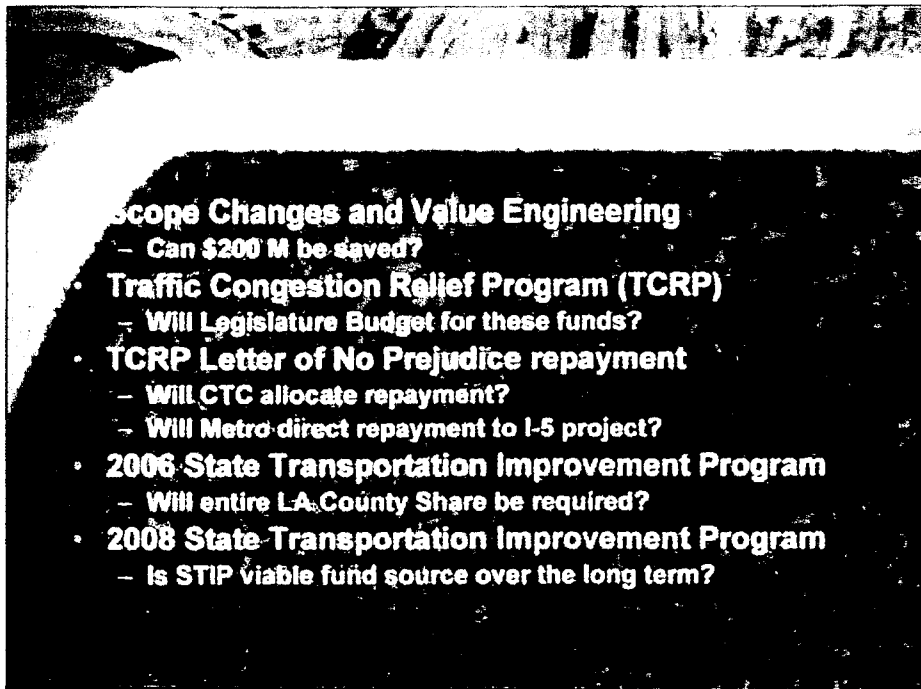 Scope Changes and Value Engineering
– Can $200 M be saved?
• Traffic Congestion Relief Program (TCRP)
– Will Legislature Budget for these funds?
• TCRP Letter of No Prejudice repayment
– Will CTC allocate repayment?
– Will Metro direct repayment to I-5 project?
• 2006 State Transportation Improvement Program
– Will entire LA County Share be required?
• 2008 State Transportation Improvement Program
– Is STIP viable fund source over the long term?